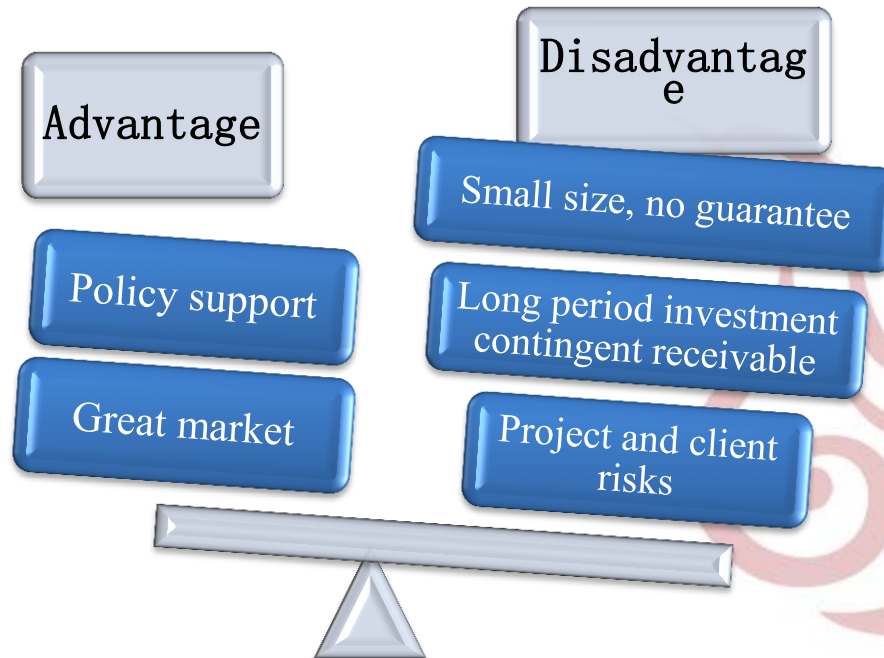 Advantage
Policy support
Great market
Disadvantag
e
Small size, no guarantee
Long period investment
contingent receivable
Project and client
risks